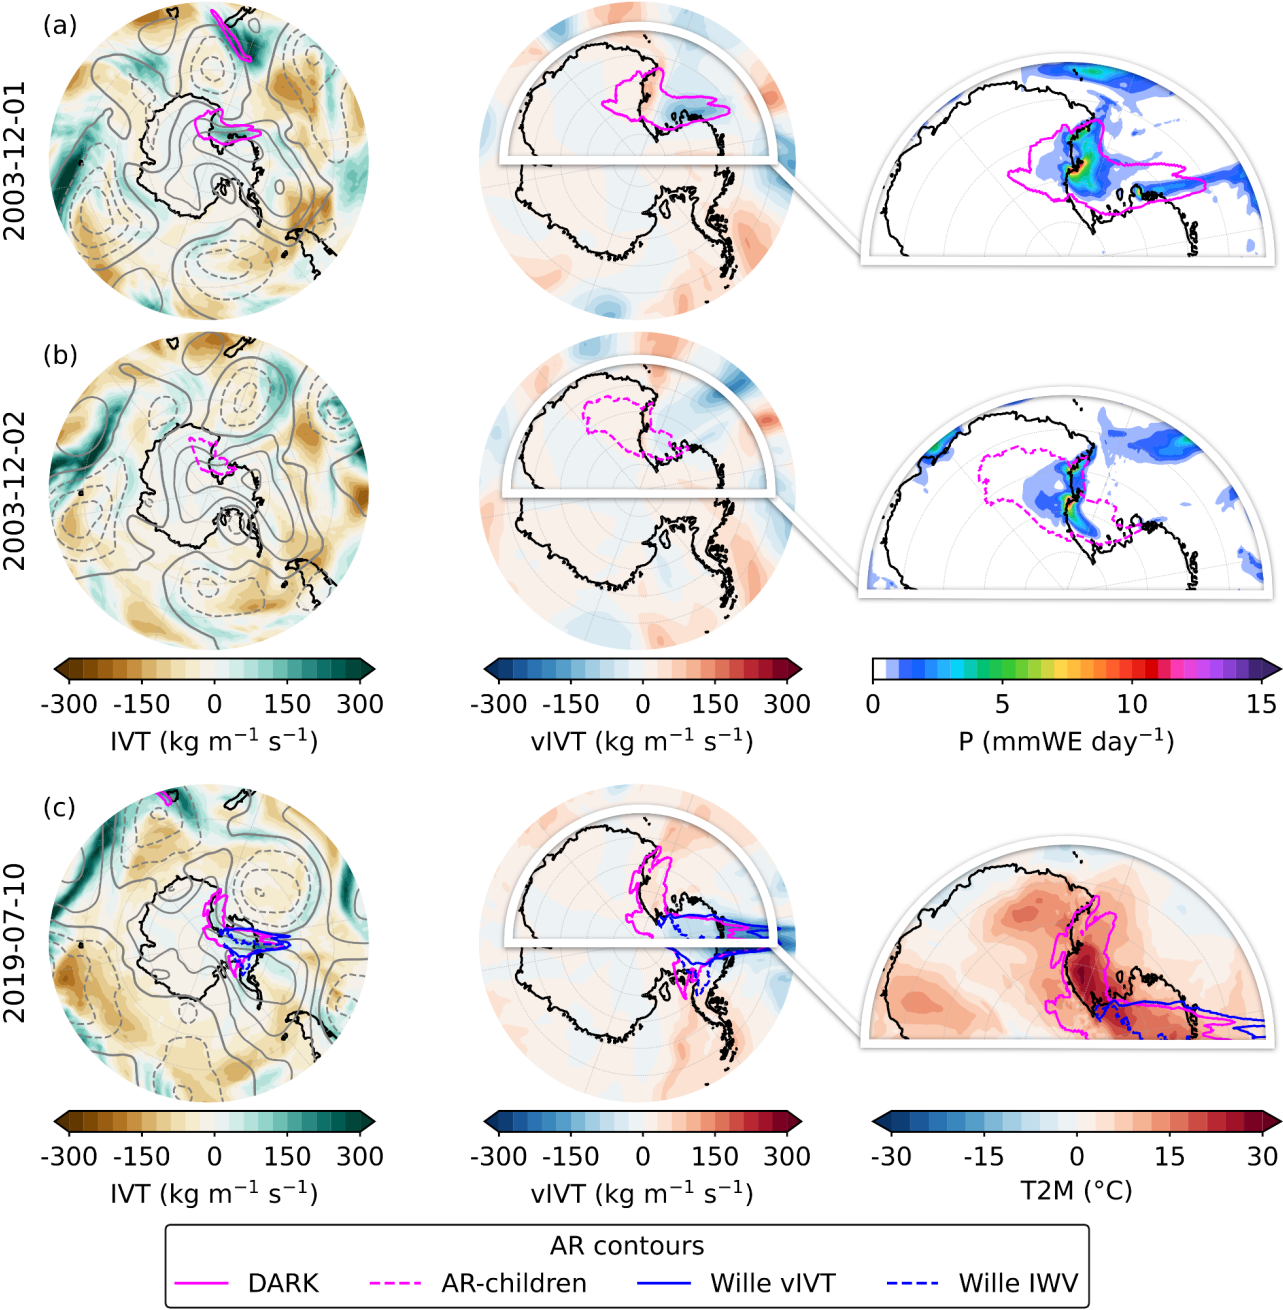 (a)
2003-12-01
(b)
2003-12-02
-300 -150 0 150 300
IVT (kg m⁻¹ s⁻¹)
-300 -150 0 150 300
vIVT (kg m⁻¹ s⁻¹)
0 5 10 15
P (mmWE day⁻¹)
(c)
2019-07-10
-300 -150 0 150 300
IVT (kg m⁻¹ s⁻¹)
-300 -150 0 150 300
vIVT (kg m⁻¹ s⁻¹)
-30 -15 0 15 30
T2M (°C)
AR contours
DARK AR-children Wille vIVT Wille IWV